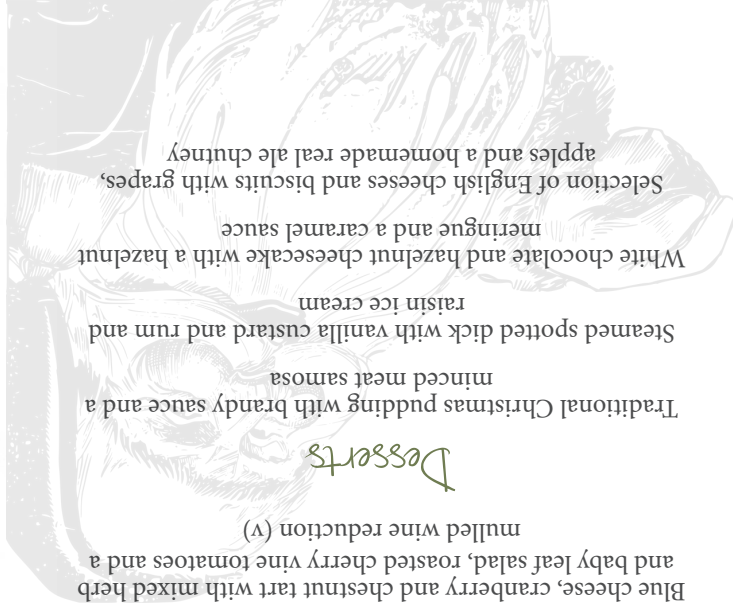 Blue cheese, cranberry and chestnut tart with mixed herb
and baby leaf salad, roasted cherry vine tomatoes and a
mulled wine reduction (v)
Desserts
Traditional Christmas pudding with brandy sauce and a
minced meat samosa
Steamed spotted dick with vanilla custard and rum and
raisin ice cream
White chocolate and hazelnut cheesecake with a hazelnut
meringue and a caramel sauce
Selection of English cheeses and biscuits with grapes,
apples and a homemade real ale chutney